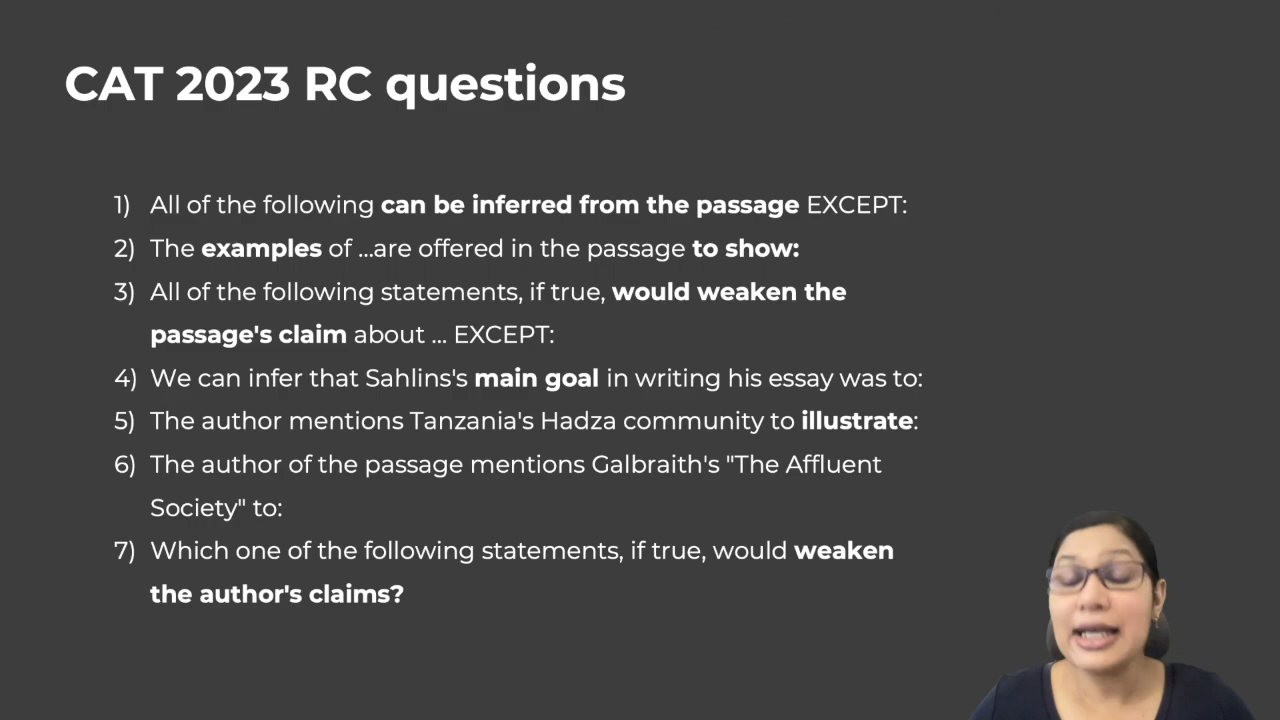 CAT 2023 RC questions
1) All of the following can be inferred from the passage EXCEPT:
2) The examples of ...are offered in the passage to show:
3) All of the following statements, if true, would weaken the
passage's claim about ... EXCEPT:
4) We can infer that Sahlins's main goal in writing his essay was to:
5) The author mentions Tanzania's Hadza community to illustrate:
6) The author of the passage mentions Galbraith's "The Affluent
Society" to:
7) Which one of the following statements, if true, would weaken
the author's claims?